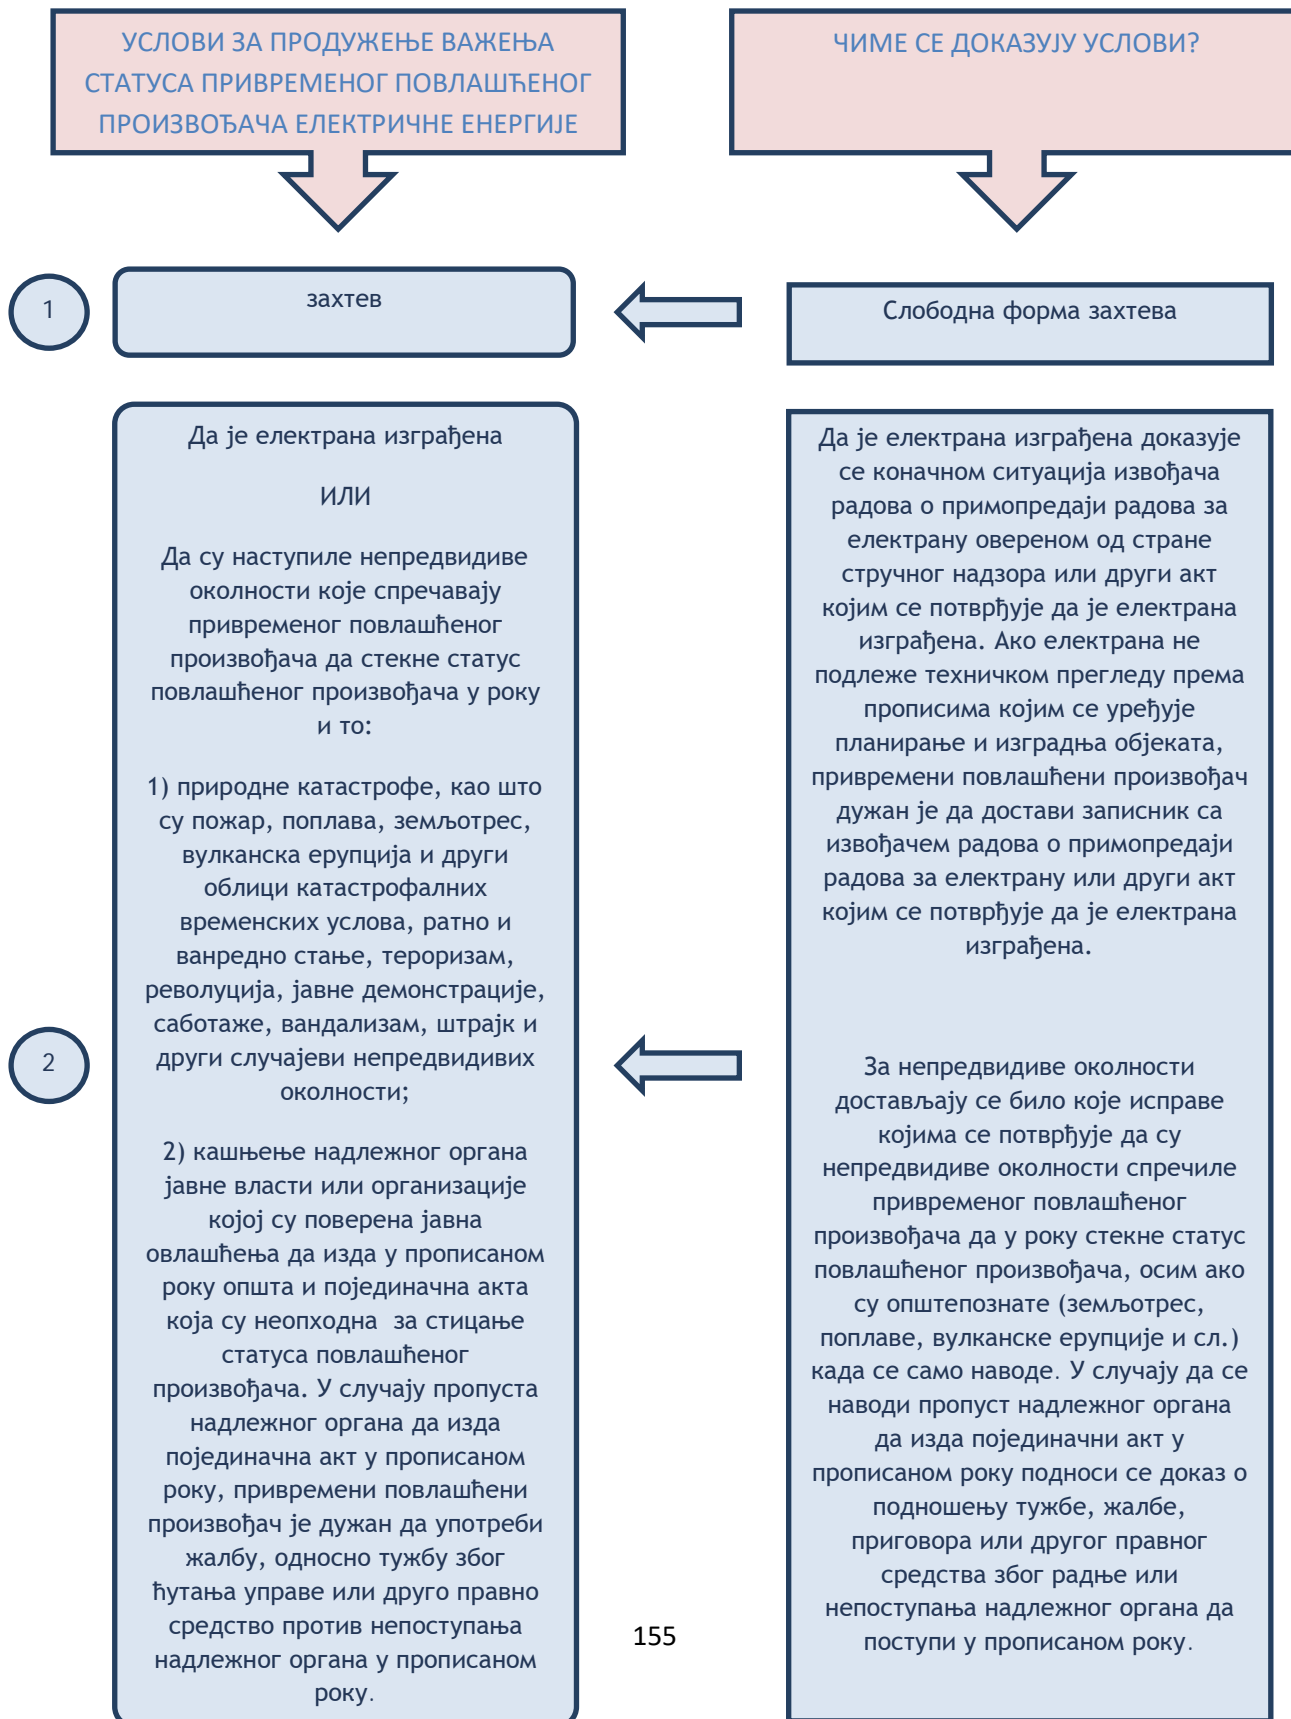 УСЛОВИ ЗА ПРОДУЖЕЊЕ ВАЖЕЊА
СТАТУСА ПРИВРЕМЕНОГ ПОВЛАШЋЕНОГ
ПРОИЗВОЂАЧА ЕЛЕКТРИЧНЕ ЕНЕРГИЈЕ
ЧИМЕ СЕ ДОКАЗУЈУ УСЛОВИ?
1
захтев
Слободна форма захтева
2
Да је електрана изграђена
ИЛИ
Да су наступиле непредвидиве
околности које спречавају
привременог повлашћеног
произвођача да стекне статус
повлашћеног произвођача у року
и то:
1) природне катастрофе, као што
су пожар, поплава, земљотрес,
вулканска ерупција и други
облици катастрофалних
временских услова, ратно и
ванредно стање, тероризам,
револуција, јавне демонстрације,
саботаже, вандализам, штрајк и
други случајеви непредвидивих
околности;
2) кашњење надлежног органа
јавне власти или организације
којој су поверена јавна
овлашћења да изда у прописаном
року општа и појединачна акта
која су неопходна  за стицање
статуса повлашћеног
произвођача. У случају пропуста
надлежног органа да изда
појединачна акт у прописаном
року, привремени повлашћени
произвођач је дужан да употреби
жалбу, односно тужбу због
ћутања управе или друго правно
средство против непоступања
надлежног органа у прописаном
року.
Да је електрана изграђена доказује
се коначном ситуација извођача
радова о примопредаји радова за
електрану овереном од стране
стручног надзора или други акт
којим се потврђује да је електрана
изграђена. Ако електрана не
подлеже техничком прегледу према
прописима којим се уређује
планирање и изградња објеката,
привремени повлашћени произвођач
дужан је да достави записник са
извођачем радова о примопредаји
радова за електрану или други акт
којим се потврђује да је електрана
изграђена.
За непредвидиве околности
достављају се било које исправе
којима се потврђује да су
непредвидиве околности спречиле
привременог повлашћеног
произвођача да у року стекне статус
повлашћеног произвођача, осим ако
су општепознате (земљотрес,
поплаве, вулканске ерупције и сл.)
када се само наводе. У случају да се
наводи пропуст надлежног органа
да изда појединачни акт у
прописаном року подноси се доказ о
подношењу тужбе, жалбе,
приговора или другог правног
средства због радње или
непоступања надлежног органа да
поступи у прописаном року.
155